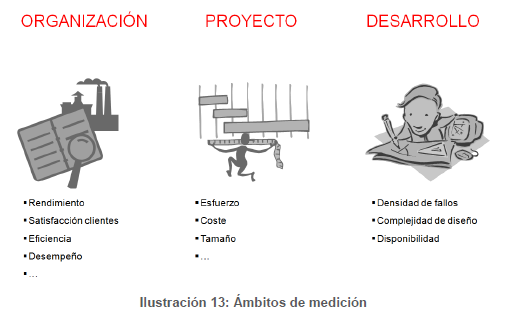 ORGANIZACIÓN
PROYECTO
DESARROLLO
▪ Rendimiento
▪ Satisfacción clientes
▪ Eficiencia
▪ Desempeño
▪ ...
▪ Esfuerzo
▪ Coste
▪ Tamaño
▪ ...
▪ Densidad de fallos
▪ Complejidad de diseño
▪ Disponibilidad
Ilustración 13: Ámbitos de medición